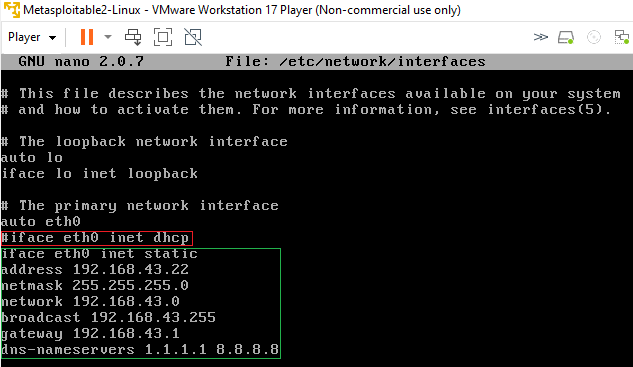 Metasploitable2-Linux - VMware Workstation 17 Player (Non-commercial use only)
Player
GNU nano 2.0.7 File: /etc/network/interfaces
# This file describes the network interfaces available on your system
# and how to activate them. For more information, see interfaces(5).
# The loopback network interface
auto lo
iface lo inet loopback
# The primary network interface
auto eth0
#iface eth0 inet dhcp
iface eth0 inet static
address 192.168.43.22
netmask 255.255.255.0
network 192.168.43.0
broadcast 192.168.43.255
gateway 192.168.43.1
dns-nameservers 1.1.1.1 8.8.8.8